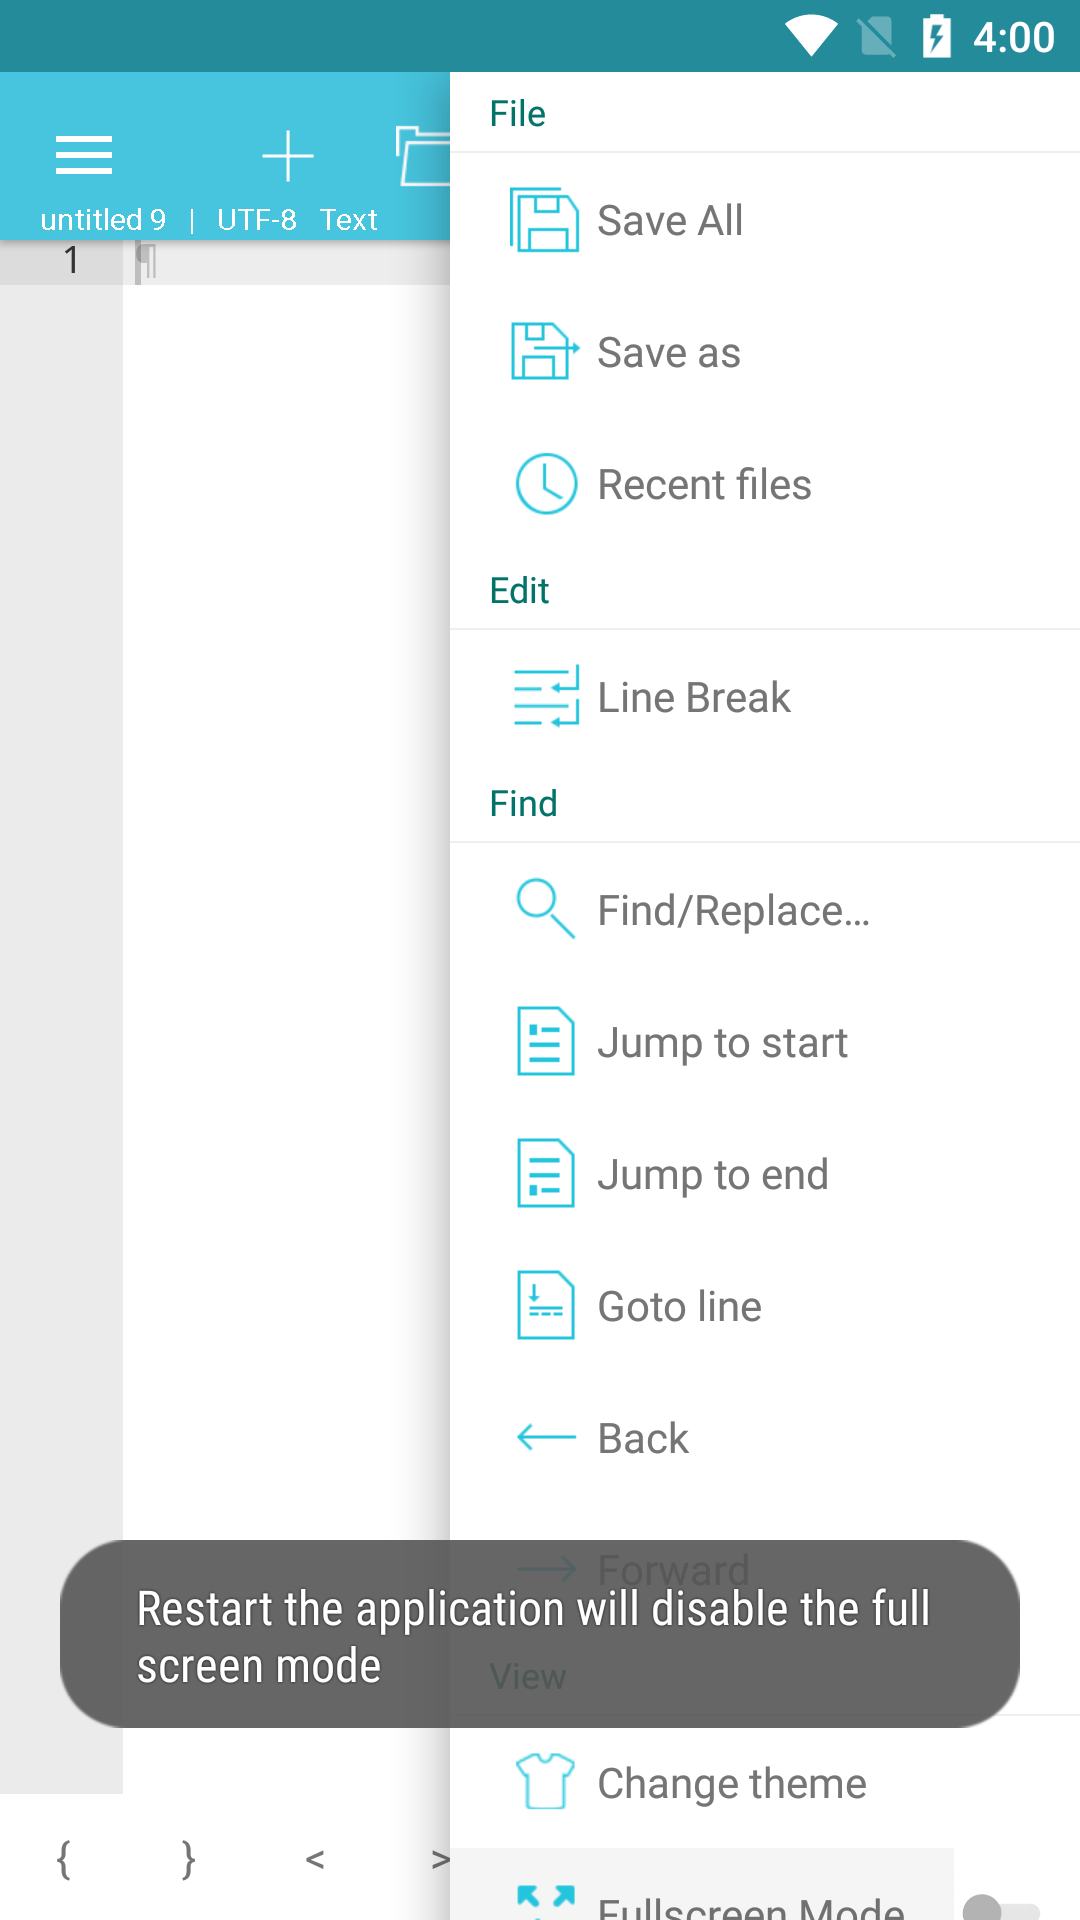 4:00
untitled 9 | UTF-8 Text
1 ¶
File
Save All
Save as
Recent files
Edit
Line Break
Find
Find/Replace...
Jump to start
Jump to end
Goto line
Back
Forward
Restart the application will disable the full
screen mode
View
Change theme
Fullscreen Mode
{ } < >